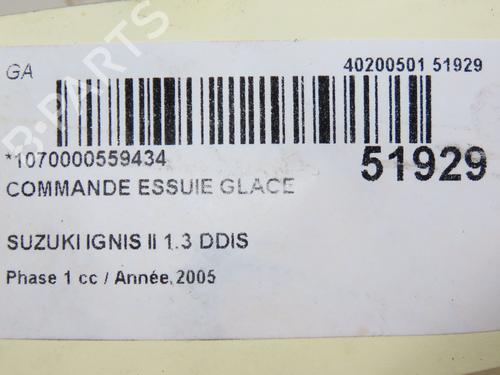 GA
40200501 51929
*1070000559434
51929
COMMANDE ESSUIE GLACE
SUZUKI IGNIS II 1.3 DDIS
Phase 1 cc / Année 2005
B-PARTS